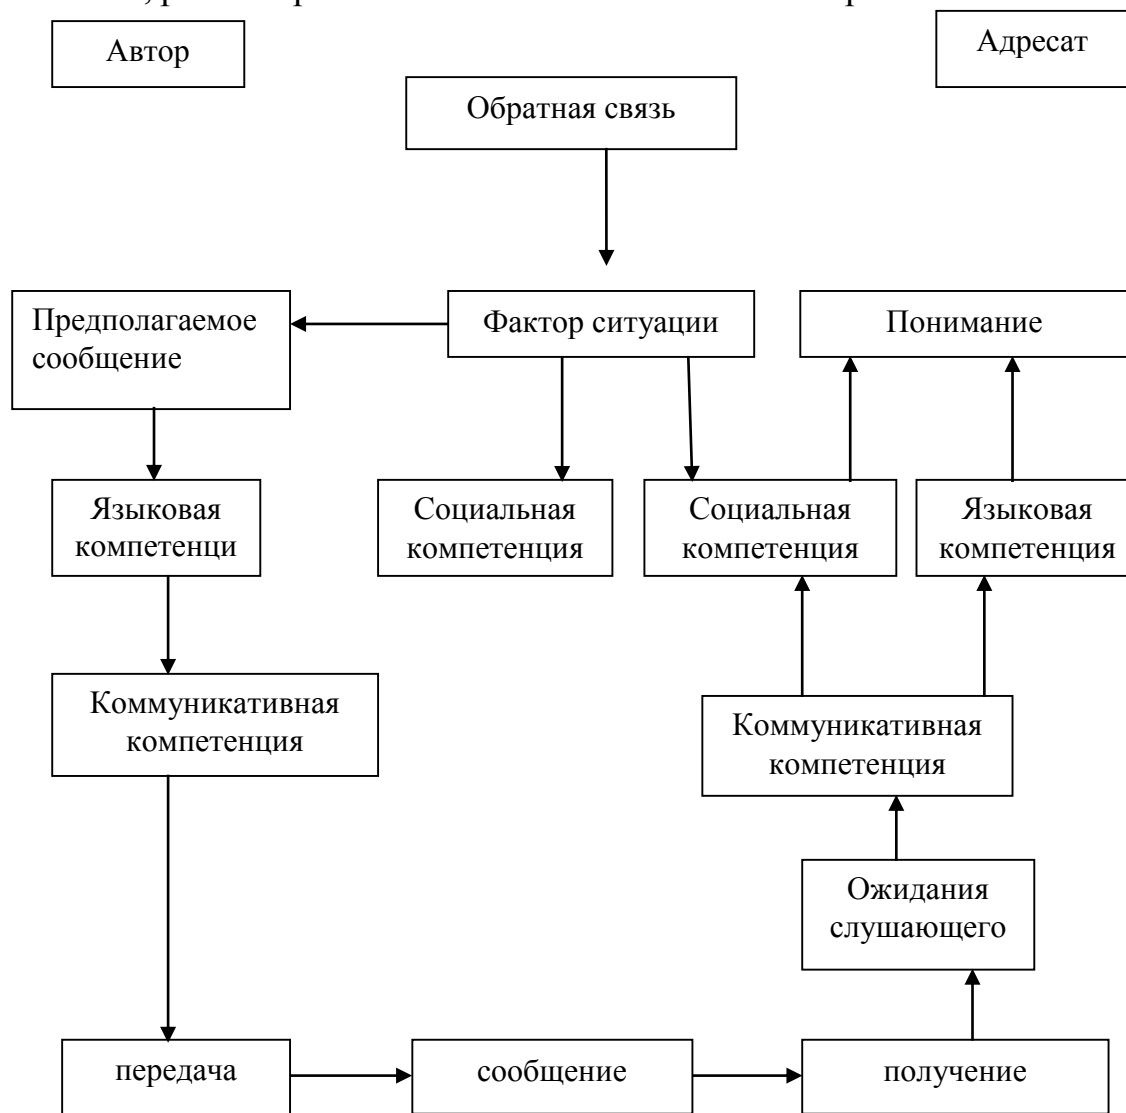 Автор
Адресат
Обратная связь
Предполагаемое
сообщение
Фактор ситуации
Понимание
Языковая
компетенци
Социальная
компетенция
Социальная
компетенция
Языковая
компетенция
Коммуникативная
компетенция
Коммуникативная
компетенция
Ожидания
слушающего
передача
сообщение
получение